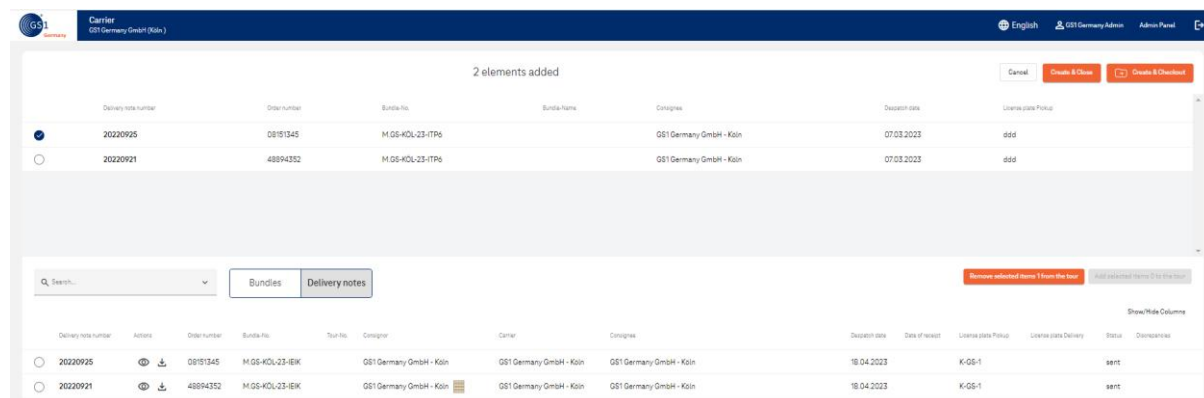 GS1 Germany
Carrier
GS1 Germany GmbH (Köln )
English GS1 Germany Admin Admin Panel
2 elements added
Cancel Create & Close Create & Checkout
Delivery note number Order number Bundle-No. Bundle-Name Consignee Despatch date License plate Pickup
20220925 08151345 M.GS-KÖL-23-ITP6 GS1 Germany GmbH - Köln 07.03.2023 ddd
20220921 48894352 M.GS-KÖL-23-ITP6 GS1 Germany GmbH - Köln 07.03.2023 ddd
Search... Bundles Delivery notes Remove selected items 1 from the tour Add selected items 0 to the tour
Show/Hide Columns
Delivery note number Actions Order number Bundle-No. Tour-No. Consignor Carrier Consignee Despatch date Date of receipt License plate Pickup License plate Delivery Status Discrepancies
20220925 08151345 M.GS-KÖL-23-IEIK GS1 Germany GmbH - Köln GS1 Germany GmbH - Köln GS1 Germany GmbH - Köln 18.04.2023 K-GS-1 sent
20220921 48894352 M.GS-KÖL-23-IEIK GS1 Germany GmbH - Köln GS1 Germany GmbH - Köln GS1 Germany GmbH - Köln 18.04.2023 K-GS-1 sent